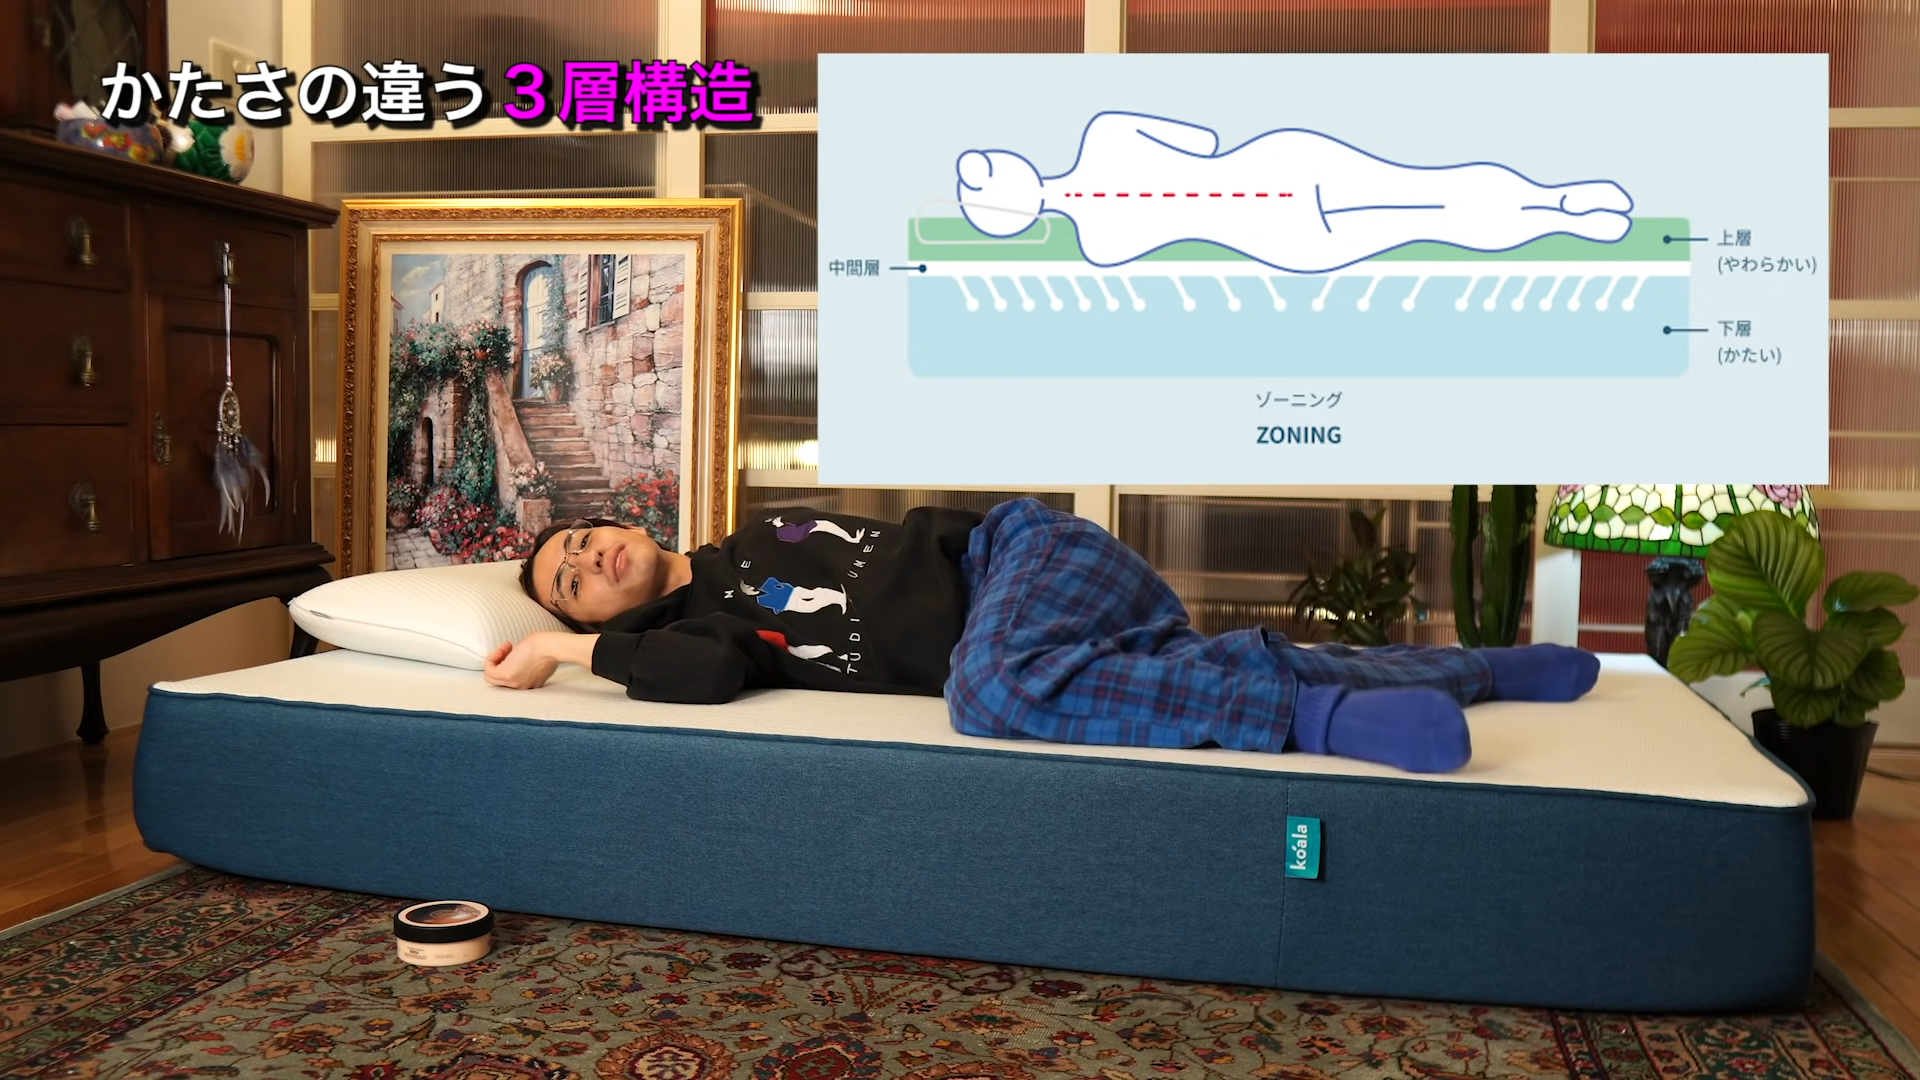 かたさの違う３層構造
中間層
上層
(やわらかい)
下層
(かたい)
ゾーニング
ZONING
koala